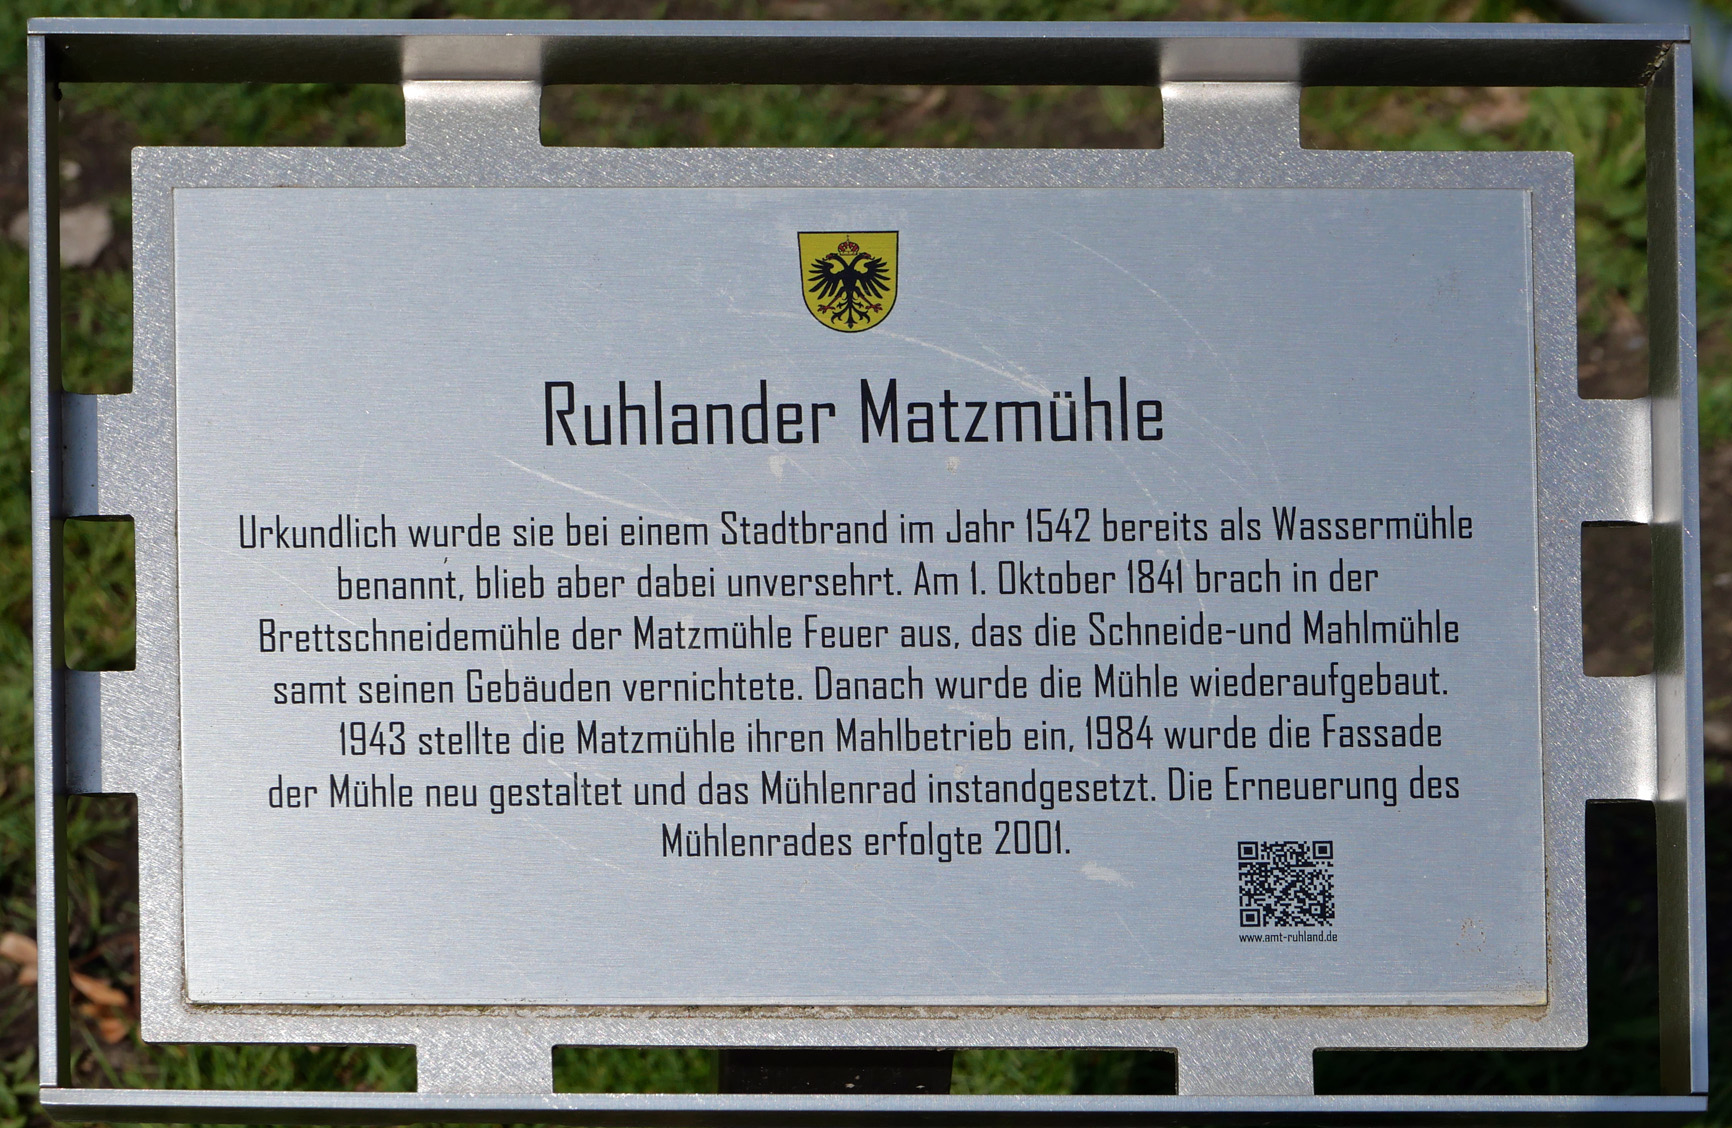 Ruhlander Matzmühle
Urkundlich wurde sie bei einem Stadtbrand im Jahr 1542 bereits als Wassermühle
benannt, blieb aber dabei unversehrt. Am 1. Oktober 1841 brach in der
Brettschneidemühle der Matzmühle Feuer aus, das die Schneide-und Mahlmühle
samt seinen Gebäuden vernichtete. Danach wurde die Mühle wiederaufgebaut.
1943 stellte die Matzmühle ihren Mahlbetrieb ein, 1984 wurde die Fassade
der Mühle neu gestaltet und das Mühlenrad instandgesetzt. Die Erneuerung des
Mühlenrades erfolgte 2001.
www.amt-ruhland.de